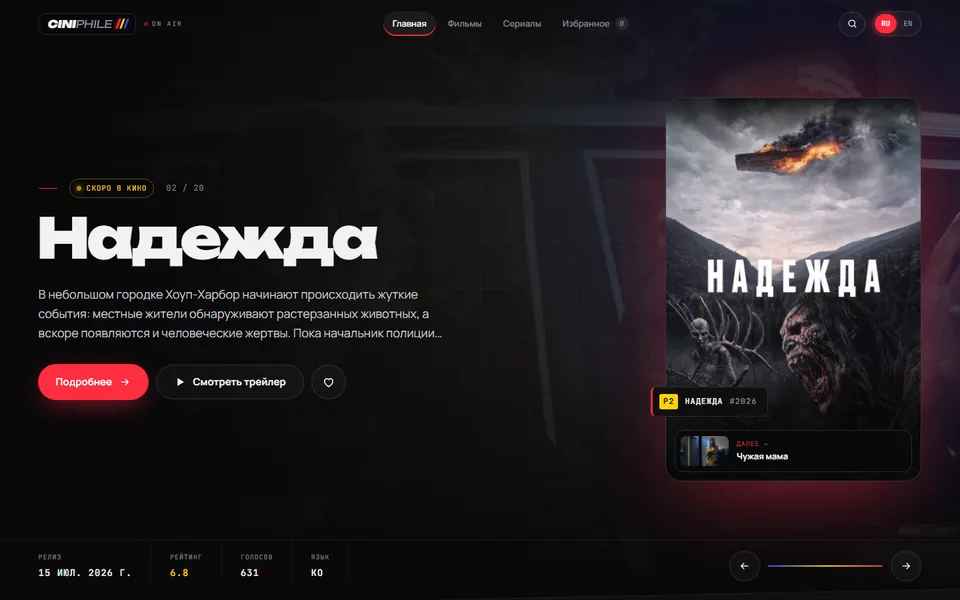 CINIPHILE
ON AIR
Главная
Фильмы
Сериалы
Избранное 0
RU
EN
СКОРО В КИНО
02 / 20
Надежда
В небольшом городке Хоуп-Харбор начинают происходить жуткие
события: местные жители обнаруживают растерзанных животных, а
вскоре появляются и человеческие жертвы. Пока начальник полиции…
Подробнее →
Смотреть трейлер
НАДЕЖДА
P2 НАДЕЖДА #2026
ДАЛЕЕ →
Чужая мама
РЕЛИЗ
15 ИЮЛ. 2026 Г.
РЕЙТИНГ
6.8
ГОЛОСОВ
631
ЯЗЫК
KO